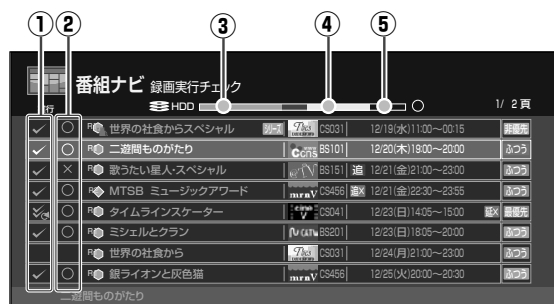 ① ② ③ ④ ⑤
番組ナビ 録画実行チェック
実行 HDD ○ 1/ 2頁
✓ ○ R 世界の社食からスペシャル シリーズ CS031 12/19(水)11:00～00:15 非優先
✓ ○ R 二遊間ものがたり BS101 12/20(木)19:00～20:00 ふつう
✓ × R 歌うたい星人・スペシャル BS151 追 12/21(金)21:00～23:00 ふつう
✓ ○ R MTSB ミュージックアワード mrnV CS456 追X 12/21(金)22:30～23:55 ふつう
○ R タイムラインスケーター cine V CS041 12/23(日)14:05～15:00 延X 最優先
✓ ○ R ミシェルとクラン BS201 12/23(日)18:05～20:00 ふつう
R 世界の社食から CS031 12/24(月)21:00～23:00 ふつう
✓ ○ R 銀ライオンと灰色猫 mrnV CS456 12/25(火)20:00～20:30 ふつう
二遊間ものがたり